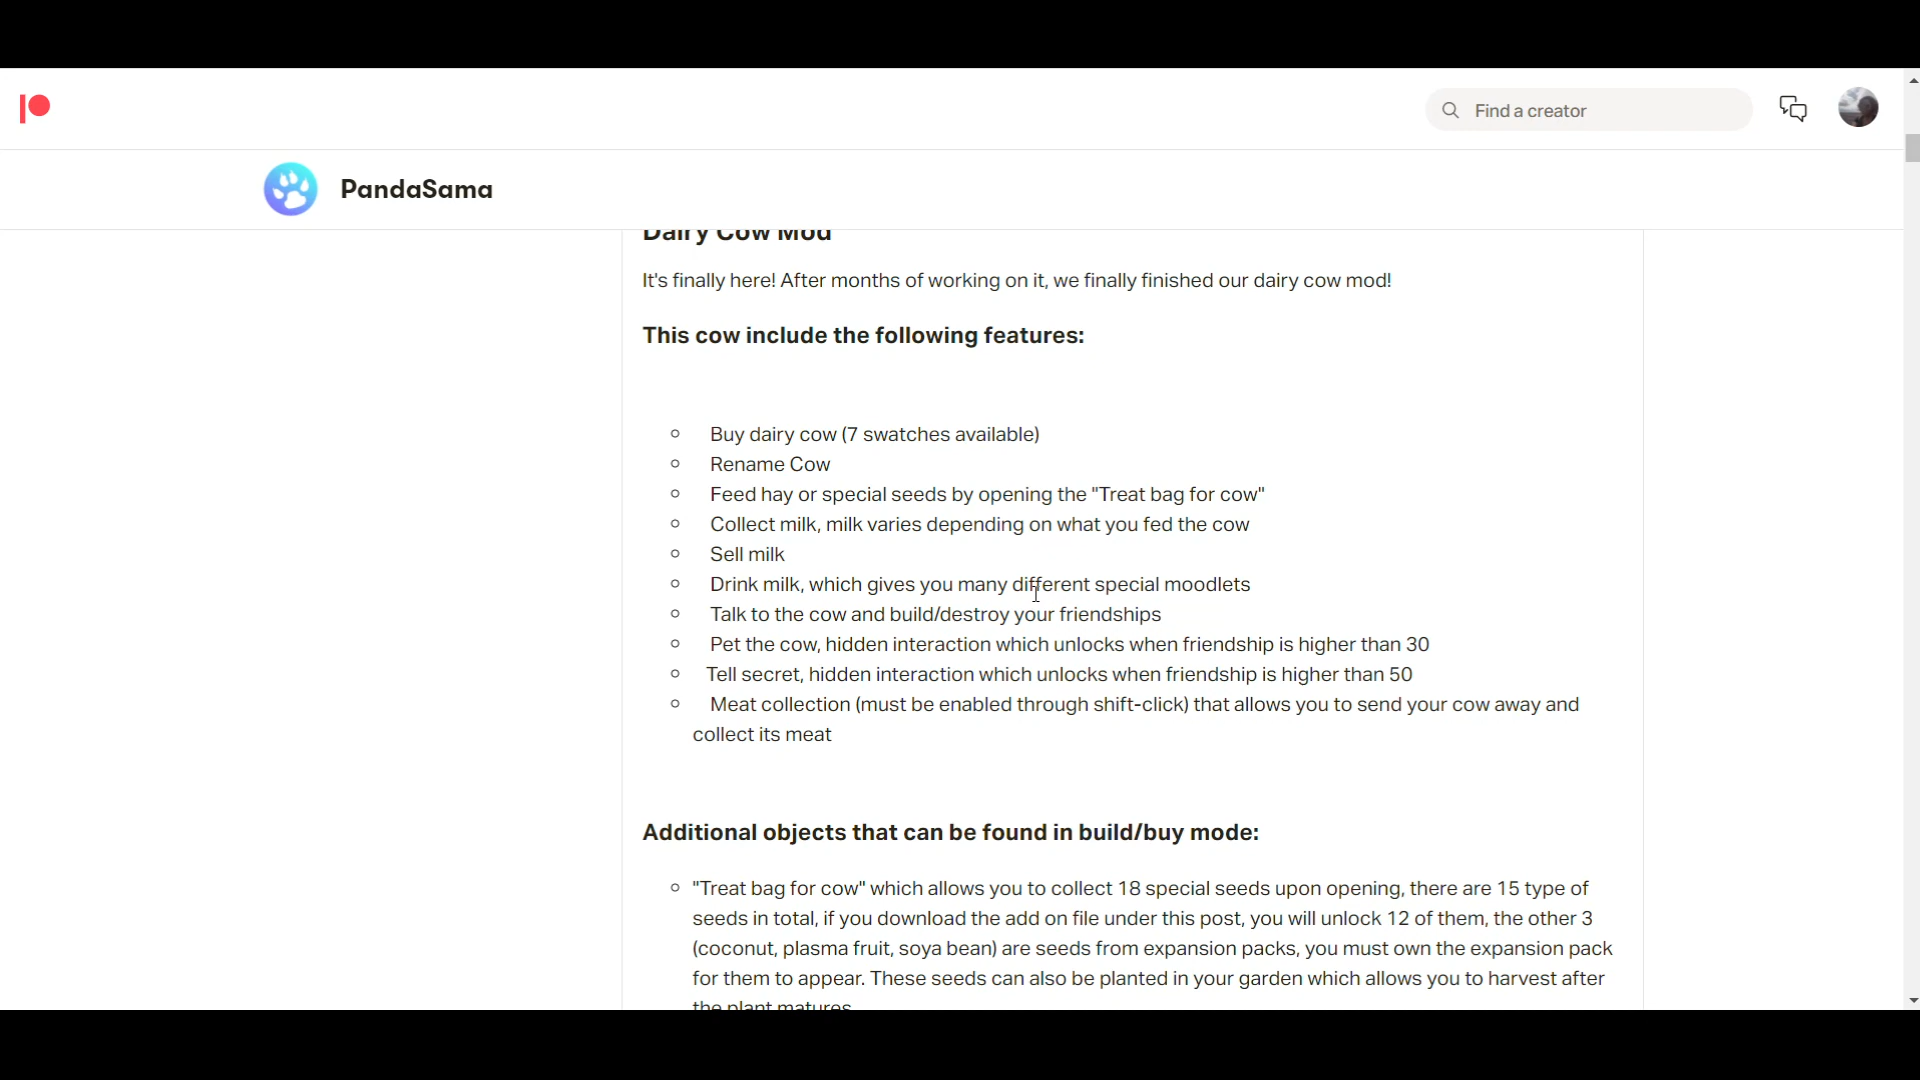 Find a creator
PandaSama
Dairy Cow Mod
It's finally here! After months of working on it, we finally finished our dairy cow mod!
This cow include the following features:
Buy dairy cow (7 swatches available)
Rename Cow
Feed hay or special seeds by opening the "Treat bag for cow"
Collect milk, milk varies depending on what you fed the cow
Sell milk
Drink milk, which gives you many different special moodlets
Talk to the cow and build/destroy your friendships
Pet the cow, hidden interaction which unlocks when friendship is higher than 30
Tell secret, hidden interaction which unlocks when friendship is higher than 50
Meat collection (must be enabled through shift-click) that allows you to send your cow away and
collect its meat
Additional objects that can be found in build/buy mode:
"Treat bag for cow" which allows you to collect 18 special seeds upon opening, there are 15 type of
seeds in total, if you download the add on file under this post, you will unlock 12 of them, the other 3
(coconut, plasma fruit, soya bean) are seeds from expansion packs, you must own the expansion pack
for them to appear. These seeds can also be planted in your garden which allows you to harvest after
the plant matures